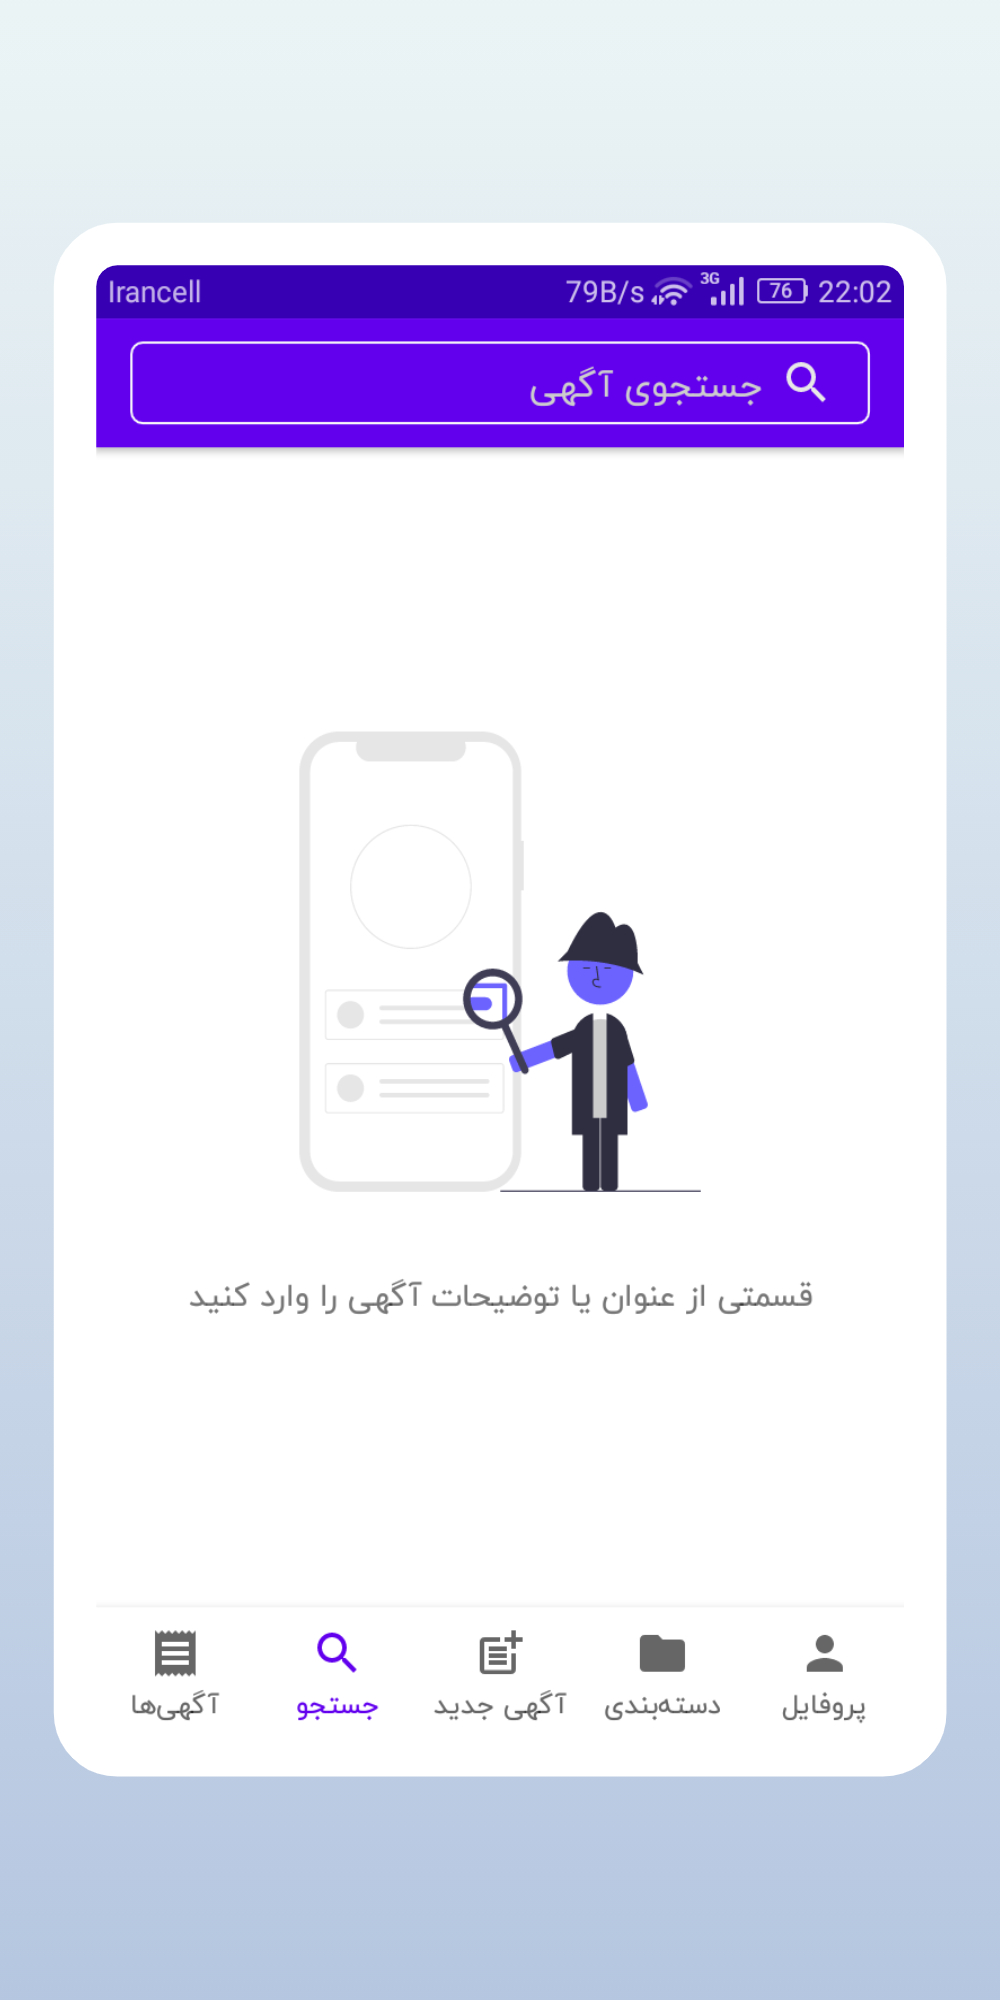 Irancell 79B/s 3G 76 22:02
جستجوی آگهی
قسمتی از عنوان یا توضیحات آگهی را وارد کنید
پروفایل
دسته‌بندی
آگهی جدید
جستجو
آگهی‌ها